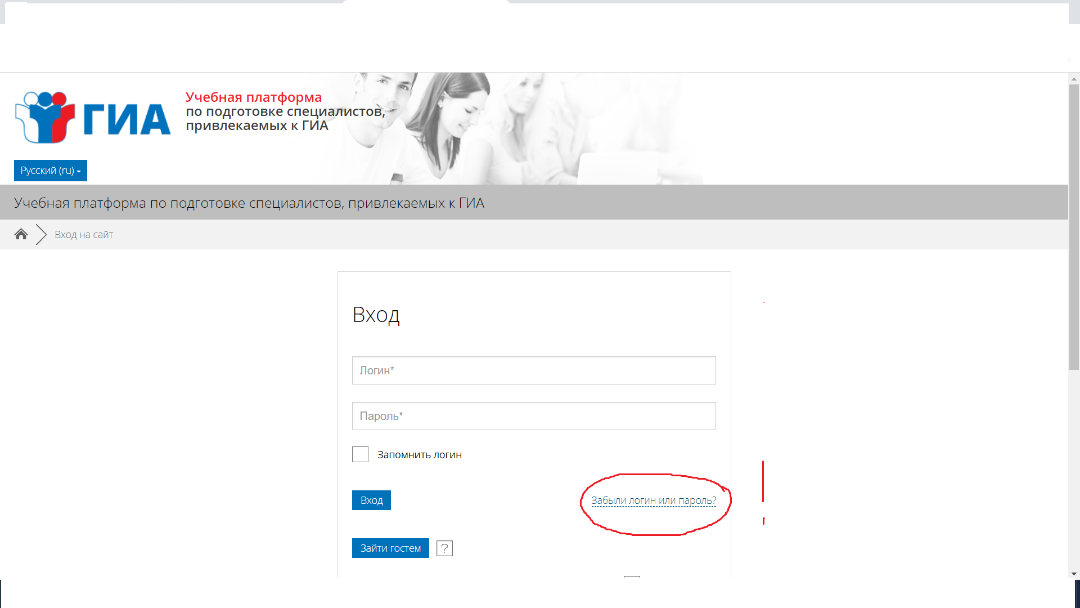 ГИА
Учебная платформа
по подготовке специалистов,
привлекаемых к ГИА
Русский (ru)
Учебная платформа по подготовке специалистов, привлекаемых к ГИА
Вход на сайт
Вход
Логин*
Пароль*
Запомнить логин
Вход
Забыли логин или пароль?
Зайти гостем ?